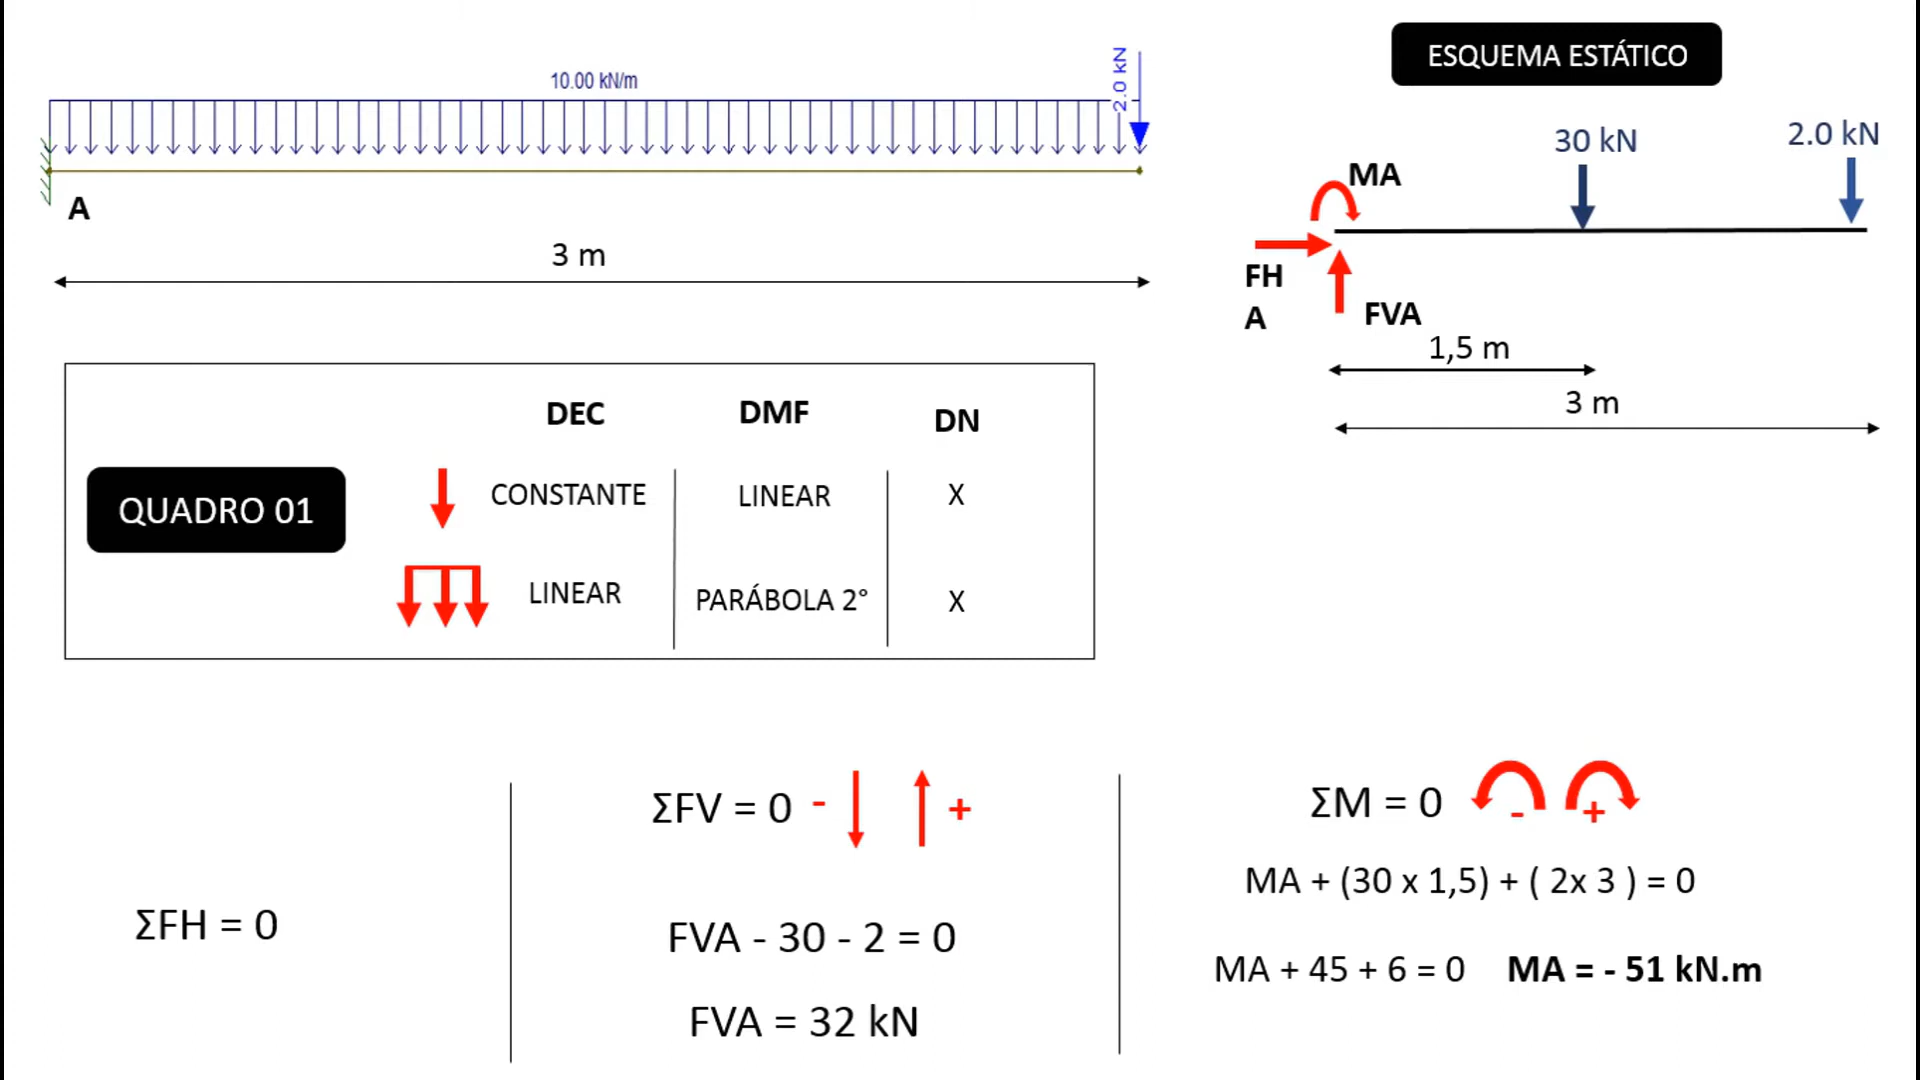 10.00 kN/m
2.0 kN
A
3 m
ESQUEMA ESTÁTICO
30 kN
2.0 kN
MA
FH
A
FVA
1,5 m
3 m
DEC
DMF
DN
QUADRO 01
CONSTANTE
LINEAR
X
LINEAR
PARÁBOLA 2°
X
ΣFH = 0
ΣFV = 0 - +
FVA - 30 - 2 = 0
FVA = 32 kN
ΣM = 0 - +
MA + (30 x 1,5) + ( 2x 3 ) = 0
MA + 45 + 6 = 0 MA = - 51 kN.m